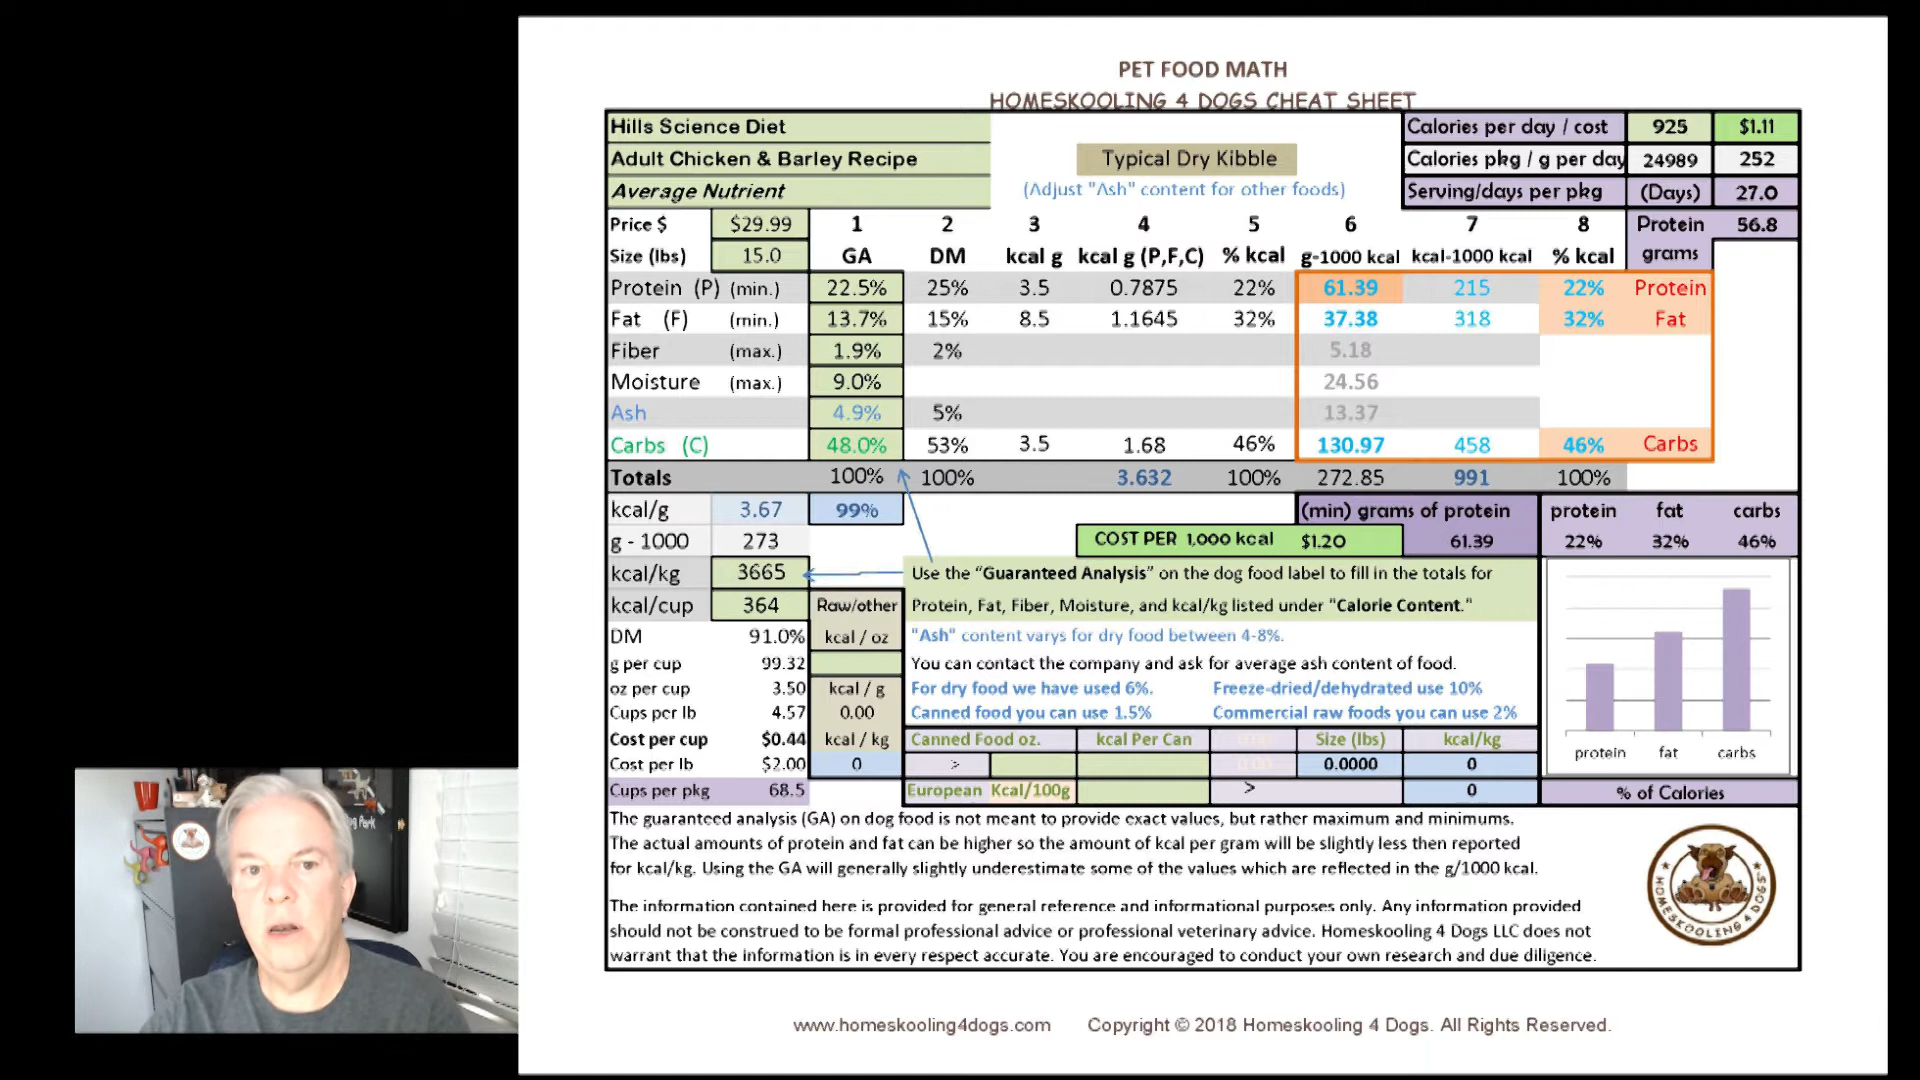 PET FOOD MATH
HOMESKOOLING 4 DOGS CHEAT SHEET
Hills Science Diet Calories per day / cost 925 $1.11
Adult Chicken & Barley Recipe Typical Dry Kibble Calories pkg / g per day 24989 252
Average Nutrient (Adjust "Ash" content for other foods) Serving/days per pkg (Days) 27.0
Price $ $29.99 1 2 3 4 5 6 7 8 Protein 56.8
Size (lbs) 15.0 GA DM kcal g kcal g (P,F,C) % kcal g-1000 kcal kcal-1000 kcal % kcal grams
Protein (P) (min.) 22.5% 25% 3.5 0.7875 22% 61.39 215 22% Protein
Fat (F) (min.) 13.7% 15% 8.5 1.1645 32% 37.38 318 32% Fat
Fiber (max.) 1.9% 2% 5.18
Moisture (max.) 9.0% 24.56
Ash 4.9% 5% 13.37
Carbs (C) 48.0% 53% 3.5 1.68 46% 130.97 458 46% Carbs
Totals 100% 100% 3.632 100% 272.85 991 100%
kcal/g 3.67 99% (min) grams of protein protein fat carbs
g - 1000 273 COST PER 1,000 kcal $1.20 61.39 22% 32% 46%
kcal/kg 3665 Use the "Guaranteed Analysis" on the dog food label to fill in the totals for
kcal/cup 364 Raw/other Protein, Fat, Fiber, Moisture, and kcal/kg listed under "Calorie Content."
DM 91.0% kcal / oz "Ash" content varys for dry food between 4-8%.
g per cup 99.32 You can contact the company and ask for average ash content of food.
oz per cup 3.50 kcal / g For dry food we have used 6%. Freeze-dried/dehydrated use 10%
Cups per lb 4.57 0.00 Canned food you can use 1.5% Commercial raw foods you can use 2%
Cost per cup $0.44 kcal / kg Canned Food oz. kcal Per Can Size (lbs) kcal/kg
protein fat carbs
Cost per lb $2.00 0 > 0.0000 0
Cups per pkg 68.5 European Kcal/100g > 0 % of Calories
The guaranteed analysis (GA) on dog food is not meant to provide exact values, but rather maximum and minimums.
The actual amounts of protein and fat can be higher so the amount of kcal per gram will be slightly less then reported
for kcal/kg. Using the GA will generally slightly underestimate some of the values which are reflected in the g/1000 kcal.
The information contained here is provided for general reference and informational purposes only. Any information provided
should not be construed to be formal professional advice or professional veterinary advice. Homeskooling 4 Dogs LLC does not
warrant that the information is in every respect accurate. You are encouraged to conduct your own research and due diligence.
HOMESKOOLING 4 DOGS
www.homeskooling4dogs.com Copyright © 2018 Homeskooling 4 Dogs. All Rights Reserved.